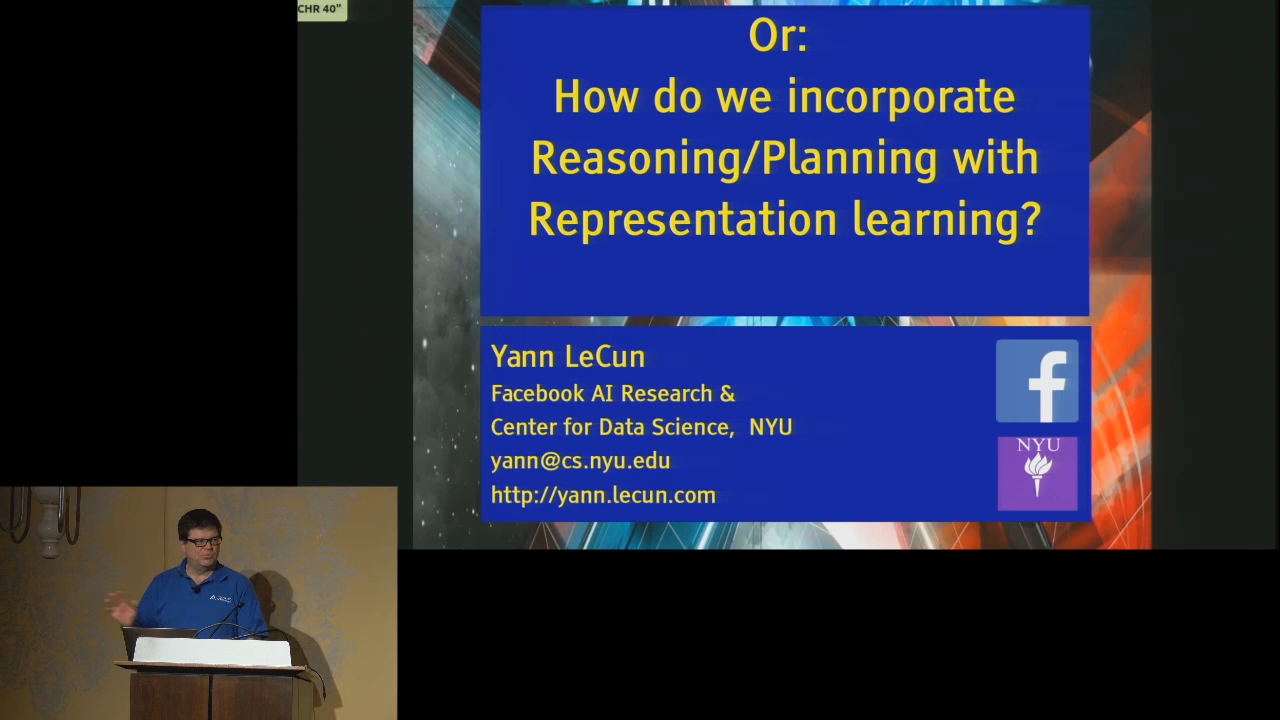 CHR 40"
Or:
How do we incorporate
Reasoning/Planning with
Representation learning?
Yann LeCun
Facebook AI Research &
Center for Data Science, NYU
yann@cs.nyu.edu
http://yann.lecun.com
f
NYU